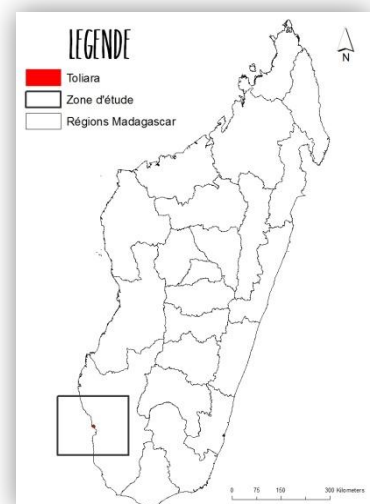 LEGENDE
N
Toliara
Zone d'étude
Régions Madagascar
0 75 150 300 Kilometers